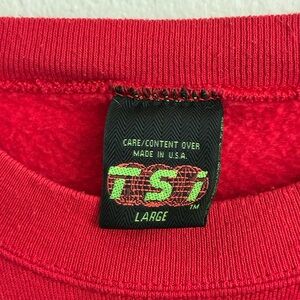 CARE/CONTENT OVER
MADE IN U.S.A.
TSi
TM
LARGE